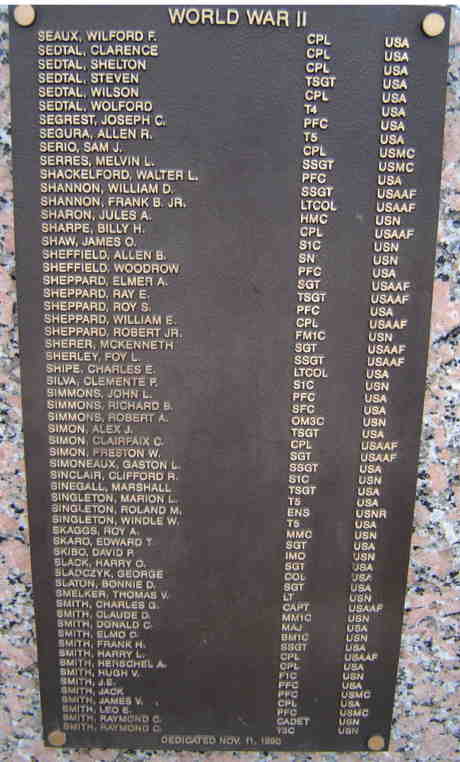 WORLD WAR II
SEAUX, WILFORD F. CPL USA
SEDTAL, CLARENCE CPL USA
SEDTAL, SHELTON CPL USA
SEDTAL, STEVEN TSGT USA
SEDTAL, WILSON CPL USA
SEDTAL, WOLFORD T4 USA
SEGREST, JOSEPH C. PFC USA
SEGURA, ALLEN R. T5 USA
SERIO, SAM J. CPL USMC
SERRES, MELVIN L. SSGT USMC
SHACKELFORD, WALTER L. PFC USA
SHANNON, WILLIAM D. SSGT USAAF
SHANNON, FRANK B. JR. LTCOL USAAF
SHARON, JULES A. HMC USN
SHARPE, BILLY H. CPL USAAF
SHAW, JAMES O. S1C USN
SHEFFIELD, ALLEN B. SN USN
SHEFFIELD, WOODROW PFC USA
SHEPPARD, ELMER A. SGT USAAF
SHEPPARD, RAY E. TSGT USAAF
SHEPPARD, ROY S. PFC USA
SHEPPARD, WILLIAM E. CPL USAAF
SHEPPARD, ROBERT JR. FM1C USN
SHERER, MCKENNETH SGT USAAF
SHERLEY, FOY L. SSGT USAAF
SHIPE, CHARLES E. LTCOL USA
SILVA, CLEMENTE P. S1C USN
SIMMONS, JOHN L. PFC USA
SIMMONS, RICHARD B. SFC USA
SIMMONS, ROBERT A. OM3C USN
SIMON, ALEX J. TSGT USA
SIMON, CLAIRFAIX C. CPL USAAF
SIMON, PRESTON W. SGT USAAF
SIMONEAUX, GASTON L. SSGT USA
SINCLAIR, CLIFFORD R. S1C USN
SINEGALL, MARSHALL TSGT USA
SINGLETON, MARION L. T5 USA
SINGLETON, ROLAND M. ENS USNR
SINGLETON, WINDLE W. T5 USA
SKAGGS, ROY A. MMC USN
SKARO, EDWARD T. SGT USA
SKIBO, DAVID P. IMO USN
SLACK, HARRY O. SGT USA
SLADCZYK, GEORGE COL USA
SLATON, BONNIE D. SGT USA
SMELKER, THOMAS V. LT USN
SMITH, CHARLES G. CAPT USAAF
SMITH, CLAUDE D. MM1C USN
SMITH, DONALD C. MAJ USA
SMITH, ELMO C. BM1C USN
SMITH, FRANK H. SSGT USA
SMITH, HARRY L. CPL USAAF
SMITH, HENSCHEL A. CPL USA
SMITH, HUGH V. F1C USN
SMITH, J.B. PFC USA
SMITH, JACK PFC USMC
SMITH, JAMES V. CPL USA
SMITH, LEO E. PFC USMC
SMITH, RAYMOND C. CADET USN
SMITH, RAYMOND USN
DEDICATED NOV. 11, 1990